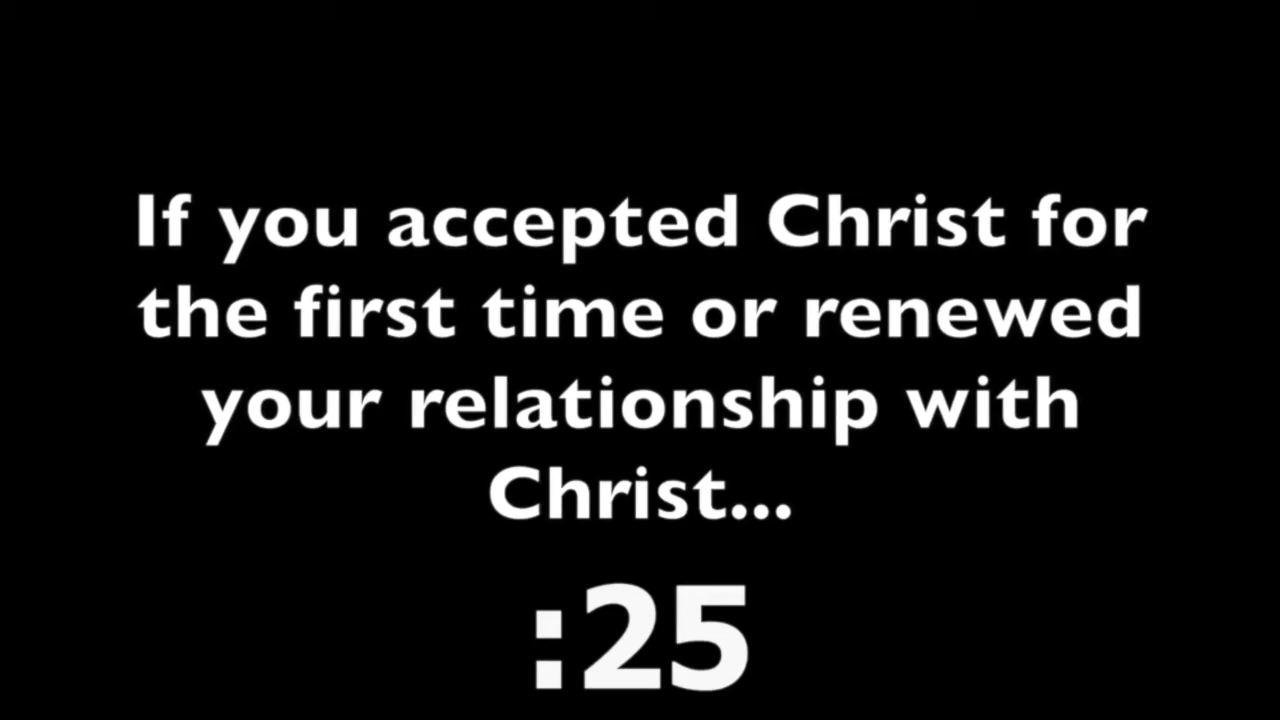 If you accepted Christ for
the first time or renewed
your relationship with
Christ...
:25